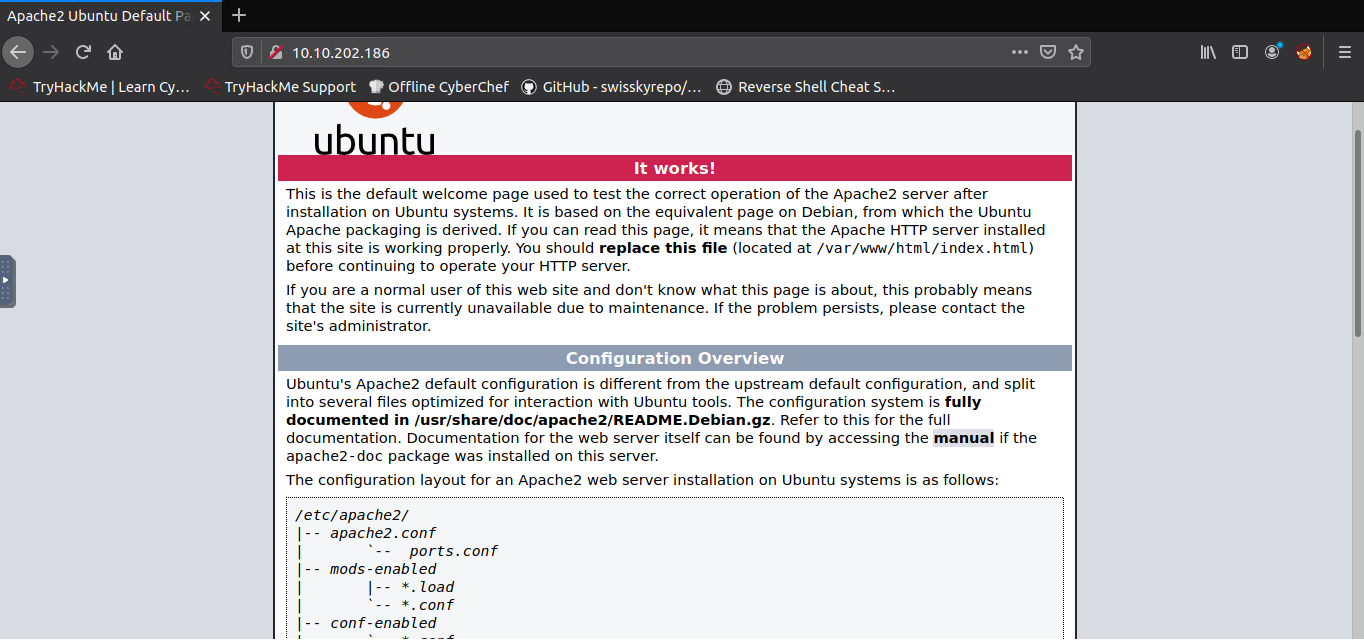 Apache2 Ubuntu Default Pa
10.10.202.186
TryHackMe | Learn Cy… TryHackMe Support Offline CyberChef GitHub - swisskyrepo/… Reverse Shell Cheat S…
ubuntu
It works!
This is the default welcome page used to test the correct operation of the Apache2 server after
installation on Ubuntu systems. It is based on the equivalent page on Debian, from which the Ubuntu
Apache packaging is derived. If you can read this page, it means that the Apache HTTP server installed
at this site is working properly. You should replace this file (located at /var/www/html/index.html)
before continuing to operate your HTTP server.
If you are a normal user of this web site and don't know what this page is about, this probably means
that the site is currently unavailable due to maintenance. If the problem persists, please contact the
site's administrator.
Configuration Overview
Ubuntu's Apache2 default configuration is different from the upstream default configuration, and split
into several files optimized for interaction with Ubuntu tools. The configuration system is fully
documented in /usr/share/doc/apache2/README.Debian.gz. Refer to this for the full
documentation. Documentation for the web server itself can be found by accessing the manual if the
apache2-doc package was installed on this server.
The configuration layout for an Apache2 web server installation on Ubuntu systems is as follows:
/etc/apache2/
|-- apache2.conf
|       `--  ports.conf
|-- mods-enabled
|       |-- *.load
|       `-- *.conf
|-- conf-enabled
|       `-- *.conf